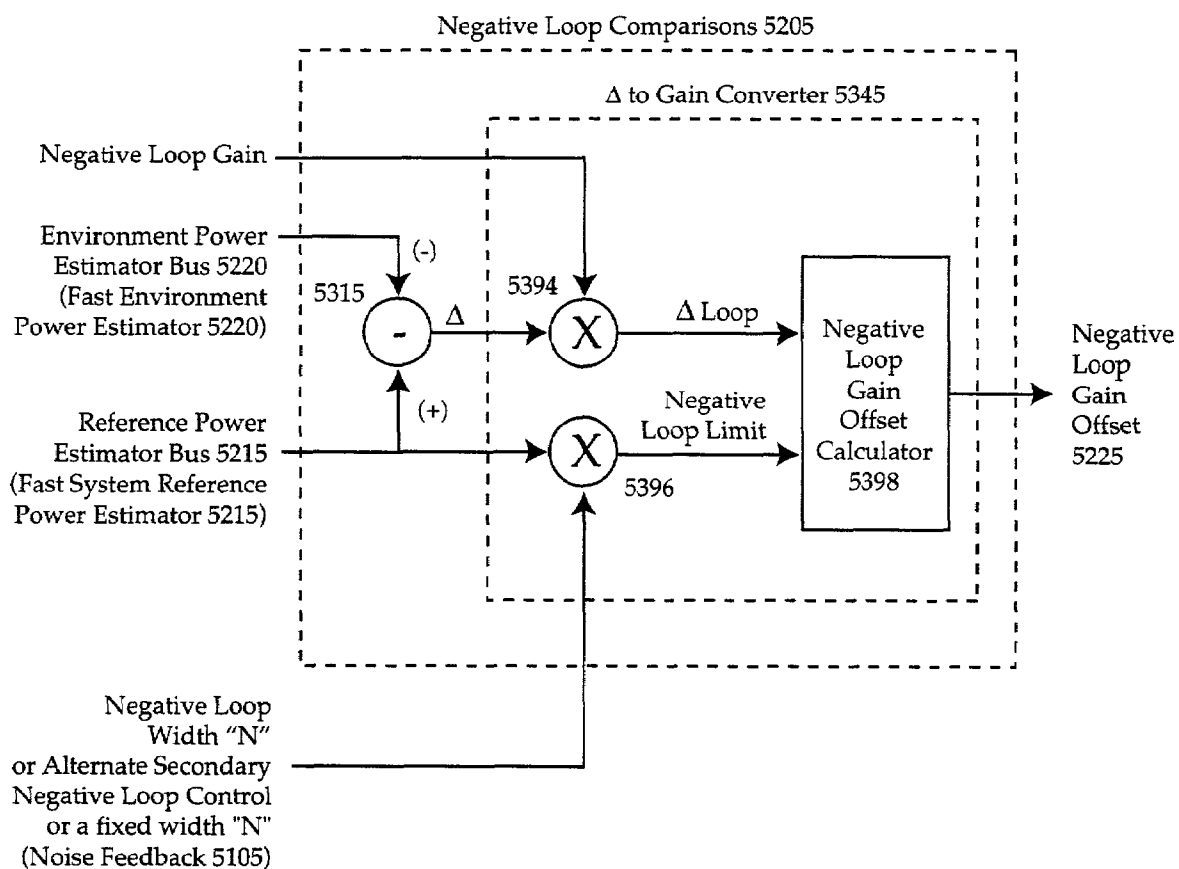 Negative Loop Comparisons 5205
Δ to Gain Converter 5345
Negative Loop Gain
Environment Power
Estimator Bus 5220
(Fast Environment
Power Estimator 5220)
(-)
5315
-
Δ
5394
X
Δ Loop
Reference Power
Estimator Bus 5215
(Fast System Reference
Power Estimator 5215)
(+)
X
5396
Negative
Loop Limit
Negative
Loop
Gain
Offset
Calculator
5398
Negative
Loop
Gain
Offset
5225
Negative Loop
Width "N"
or Alternate Secondary
Negative Loop Control
or a fixed width "N"
(Noise Feedback 5105)